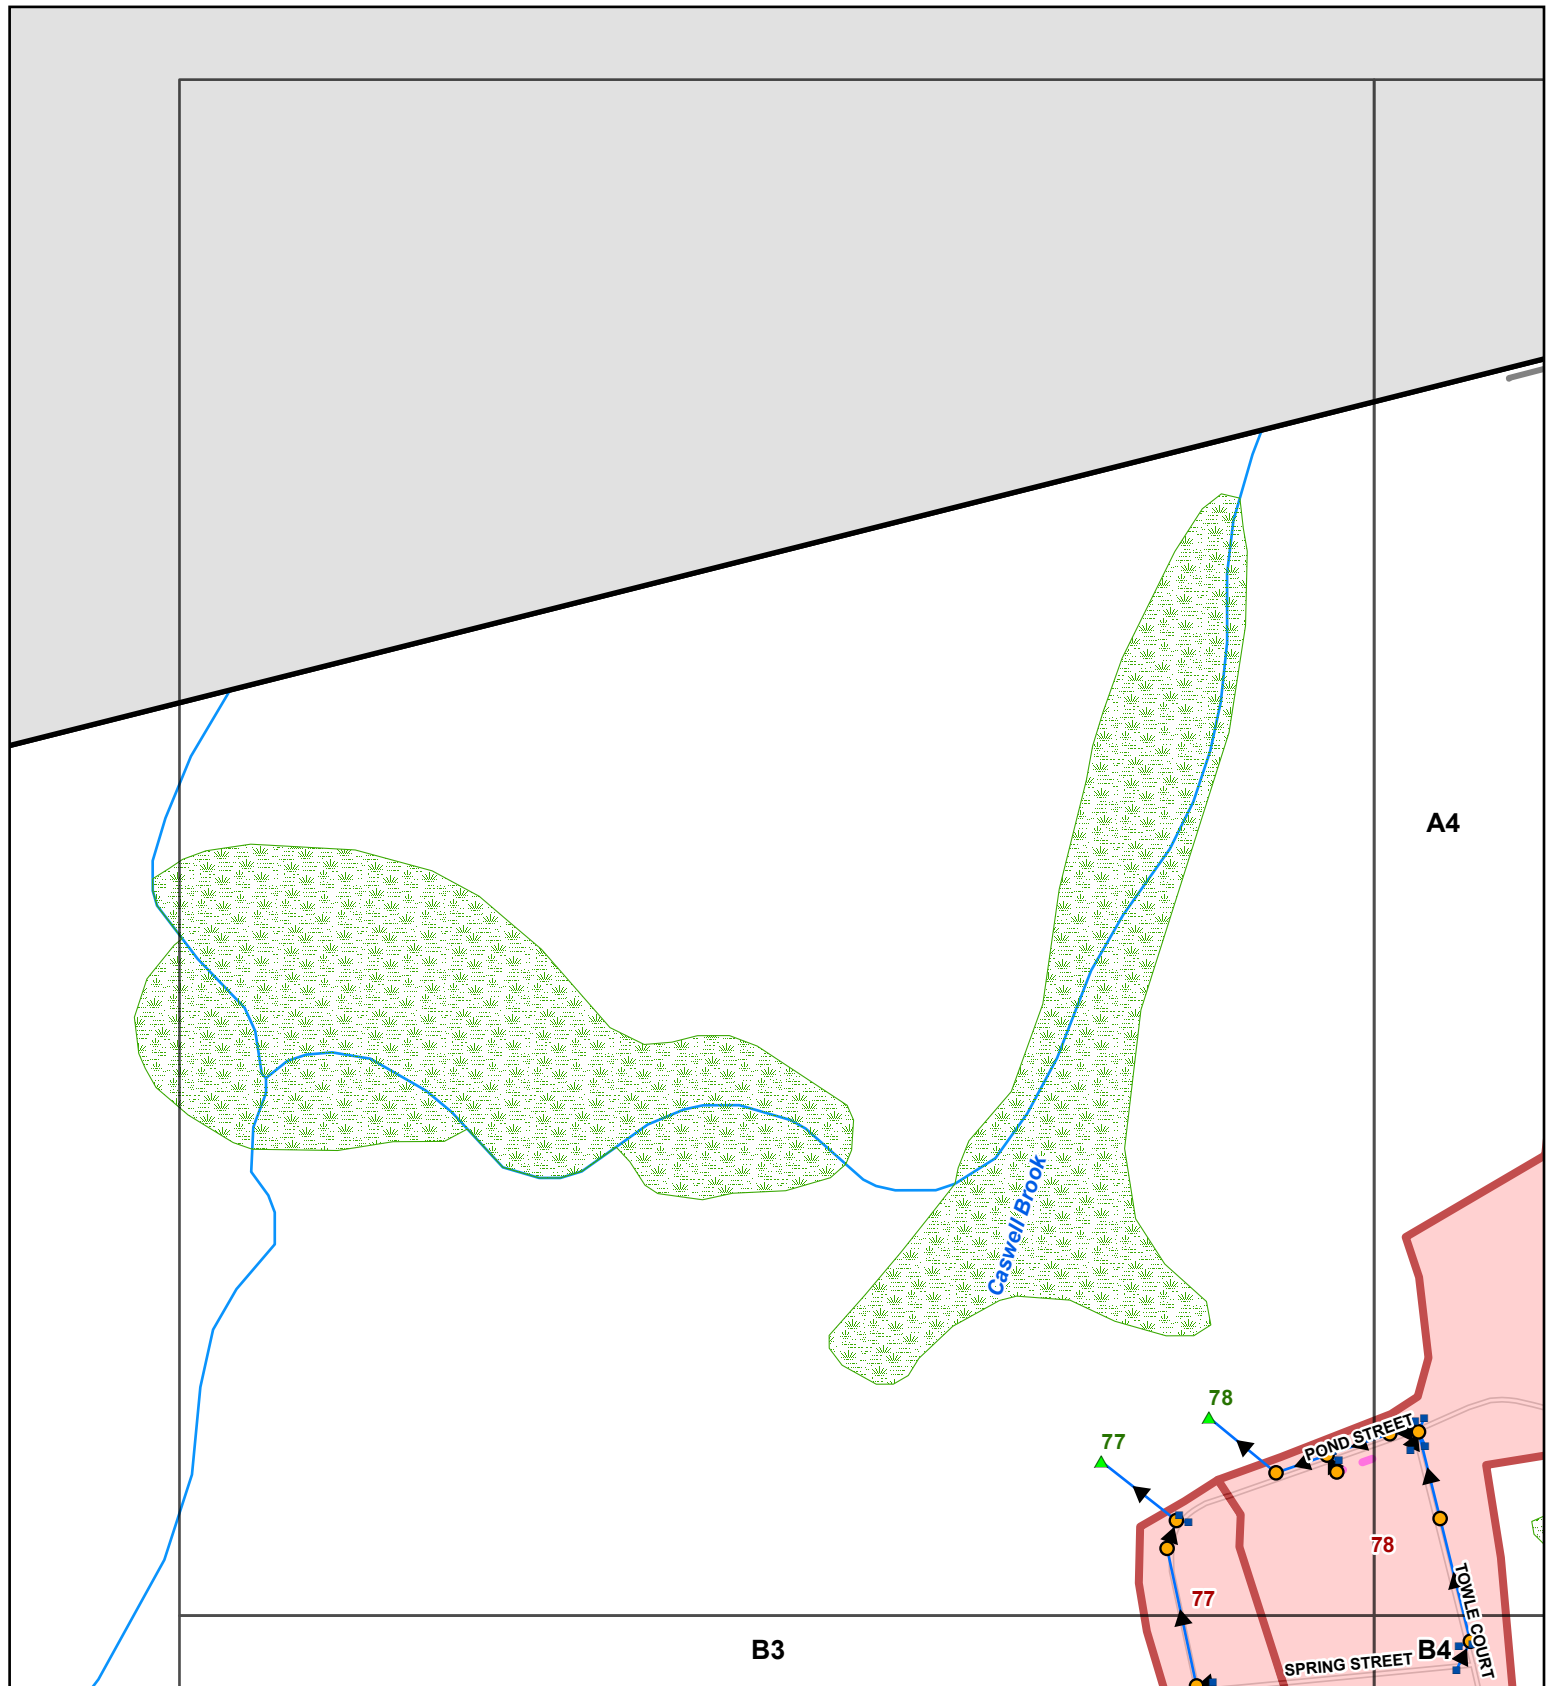 A4
Caswell Brook
78
77
POND STREET
78
TOWLE COURT
77
B3
B4
SPRING STREET